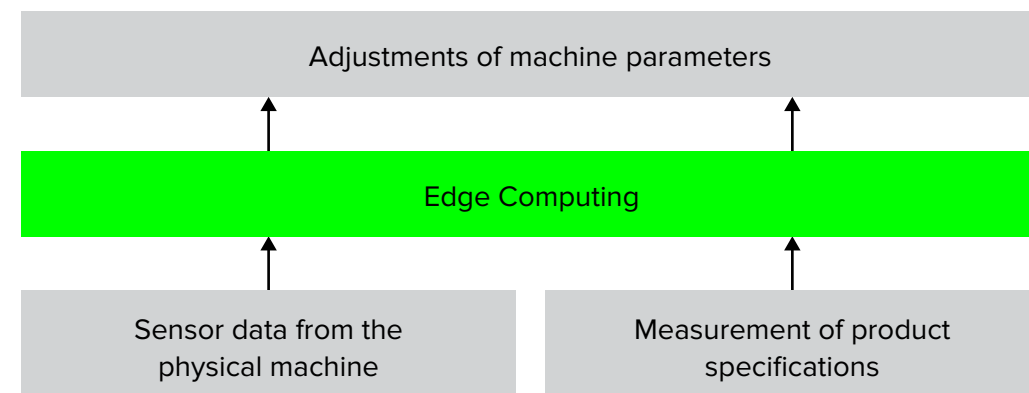 Adjustments of machine parameters
Edge Computing
Sensor data from the
physical machine
Measurement of product
specifications